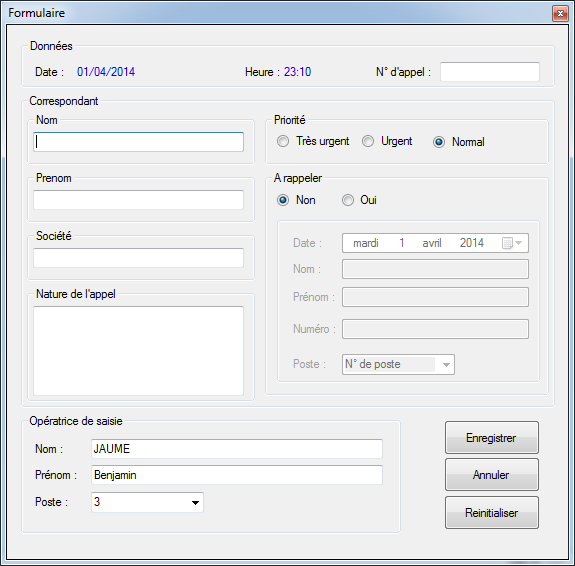 Formulaire
Données
Date : 01/04/2014 Heure : 23:10 N° d'appel :
Correspondant
Nom
Priorité
Très urgent Urgent Normal
Prenom
A rappeler
Non Oui
Société
Date : mardi 1 avril 2014
Nom :
Nature de l'appel
Prénom :
Numéro :
Poste : N° de poste
Opératrice de saisie
Nom : JAUME
Prénom : Benjamin
Poste : 3
Enregistrer
Annuler
Reinitialiser